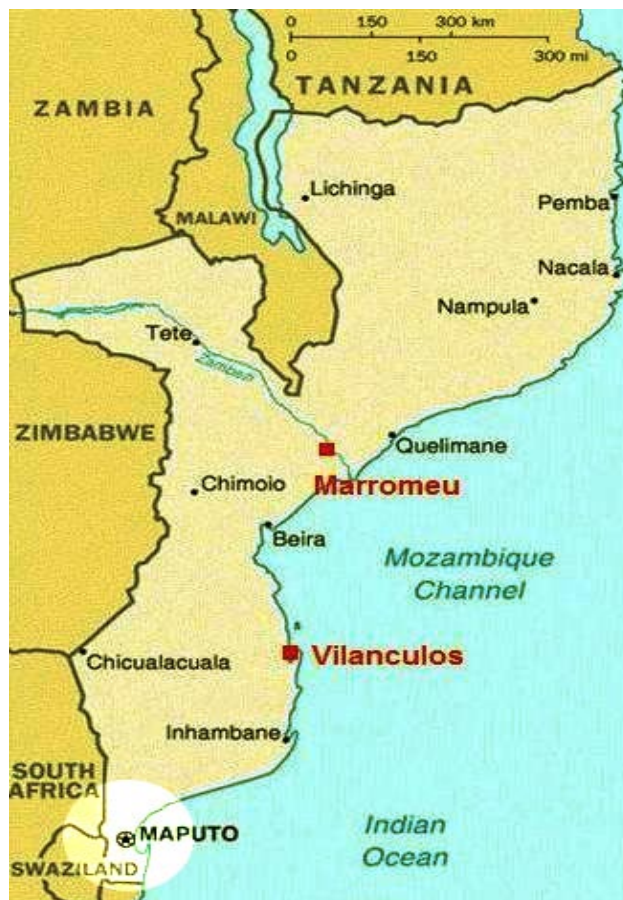 0 150 300 km
0 150 300 mi
TANZANIA
ZAMBIA
Lichinga
Pemba
MALAWI
Nacala
Nampula
Tete
Zambezi
ZIMBABWE
Quelimane
Chimoio
Marromeu
Beira
Mozambique
Channel
Vilanculos
Chicualacuala
Inhambane
SOUTH
AFRICA
MAPUTO
Indian
Ocean
SWAZILAND